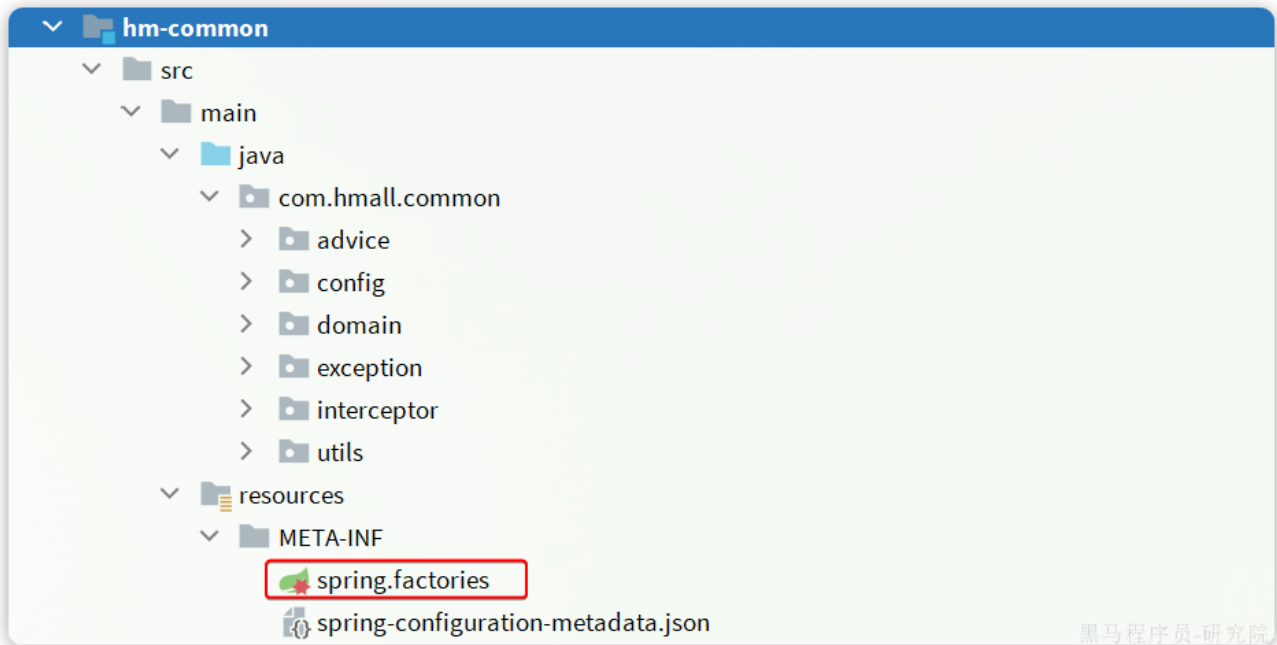 hm-common
src
main
java
com.hmall.common
advice
config
domain
exception
interceptor
utils
resources
META-INF
spring.factories
spring-configuration-metadata.json
黑马程序员-研究院